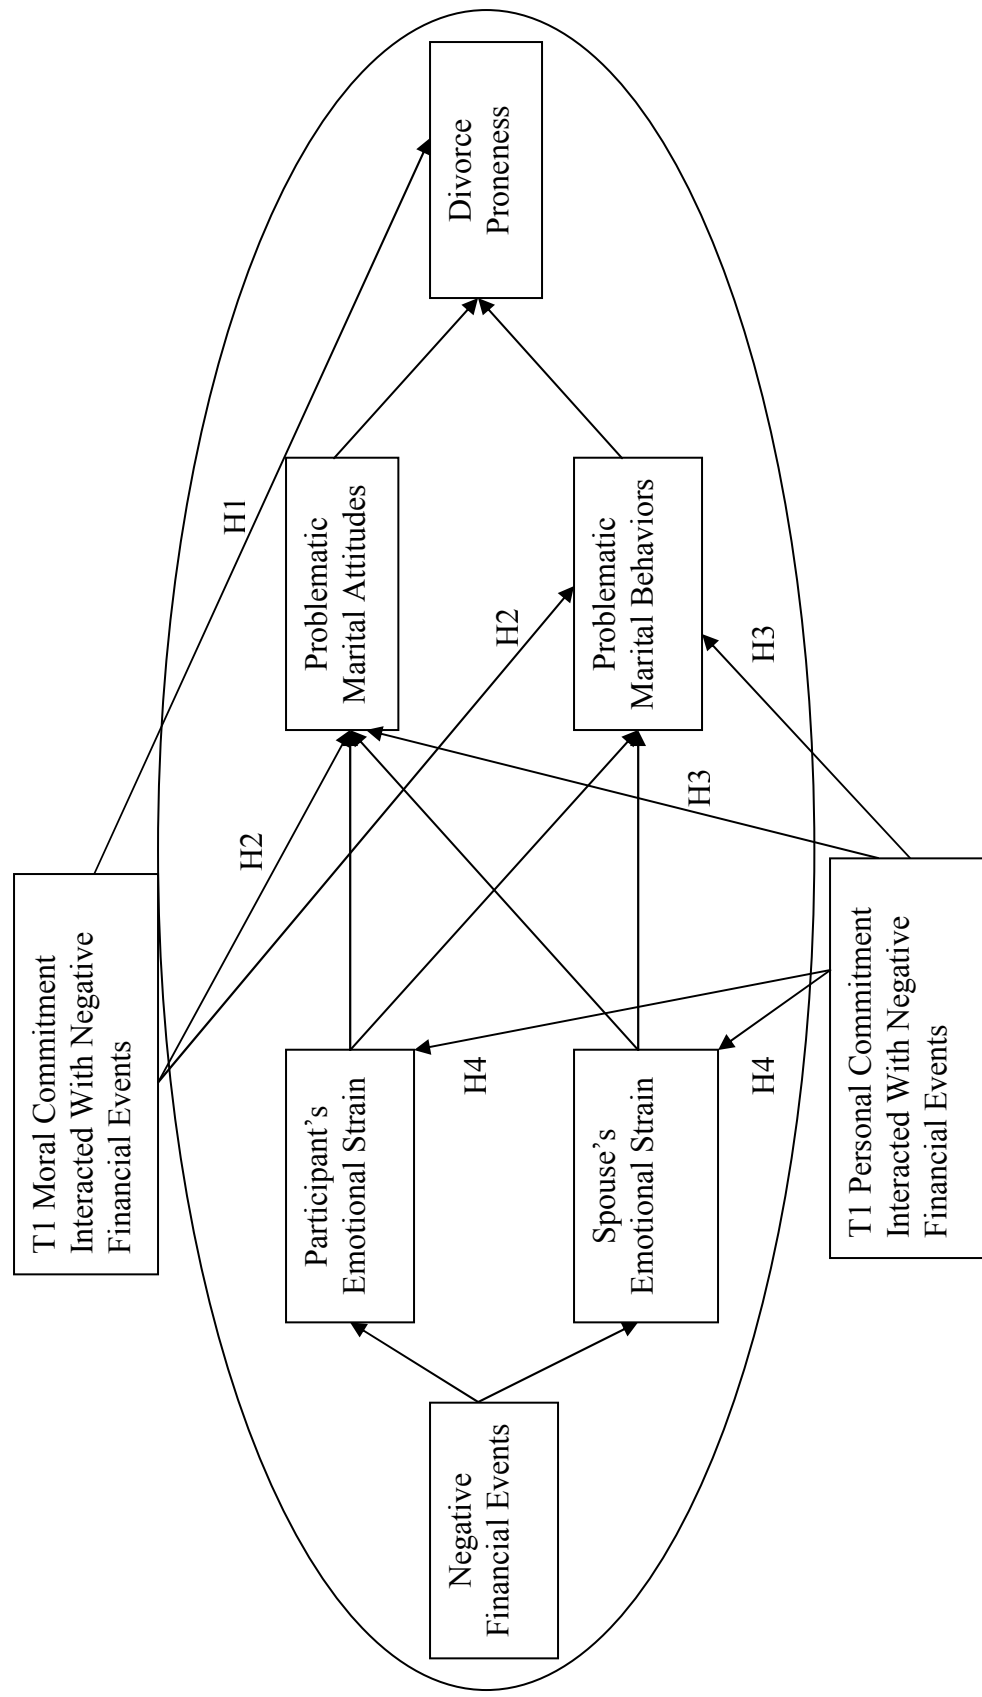 T1 Moral Commitment
Interacted With Negative
Financial Events
H1
H2
Negative
Financial Events
Participant’s
Emotional Strain
Problematic
Marital Attitudes
Divorce
Proneness
H4
H2
Spouse’s
Emotional Strain
Problematic
Marital Behaviors
H3
H4
H3
T1 Personal Commitment
Interacted With Negative
Financial Events